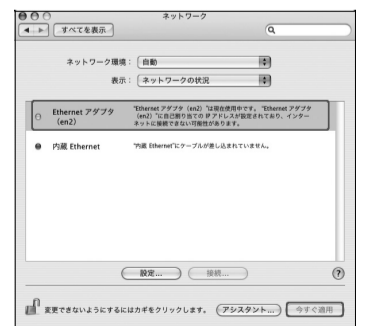 ネットワーク
すべてを表示
ネットワーク環境： 自動
表示： ネットワークの状況
Ethernet アダプタ
（en2）
"Ethernet アダプタ（en2）"は現在使用中です。"Ethernet アダプタ
（en2）"に自己割り当ての IP アドレスが設定されており、インター
ネットに接続できない可能性があります。
内蔵 Ethernet
"内蔵 Ethernet"にケーブルが差し込まれていません。
設定... 接続... ?
変更できないようにするにはカギをクリックします。 アシスタント... 今すぐ適用